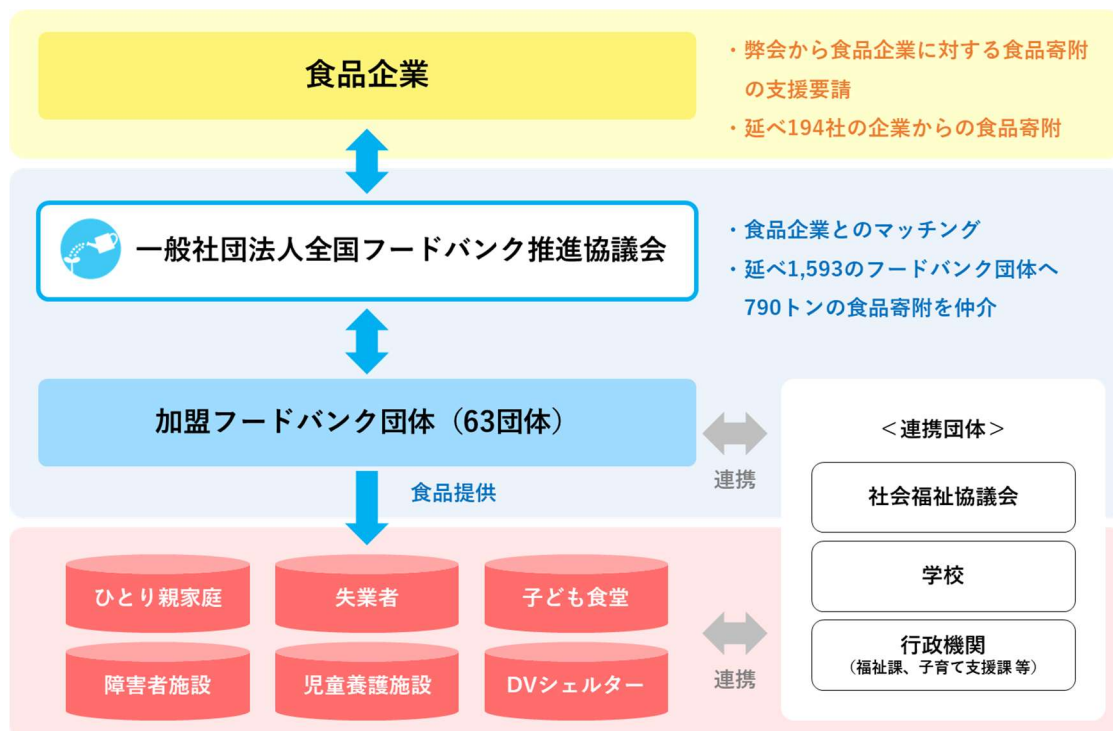 食品企業
・弊会から食品企業に対する食品寄附
の支援要請
・延べ194社の企業からの食品寄附
一般社団法人全国フードバンク推進協議会
・食品企業とのマッチング
・延べ1,593のフードバンク団体へ
790トンの食品寄附を仲介
加盟フードバンク団体（63団体）
連携
食品提供
＜連携団体＞
社会福祉協議会
学校
行政機関
（福祉課、子育て支援課 等）
ひとり親家庭
失業者
子ども食堂
障害者施設
児童養護施設
DVシェルター
連携